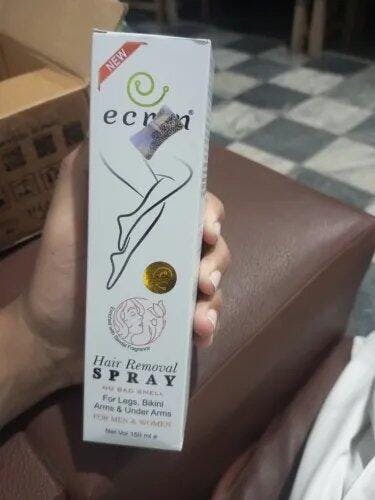 NEW
ecrin®
Hair Removal
SPRAY
NO BAD SMELL
For Legs, Bikini
Arms & Under Arms
FOR MEN & WOMEN
Net Vol 150 ml e